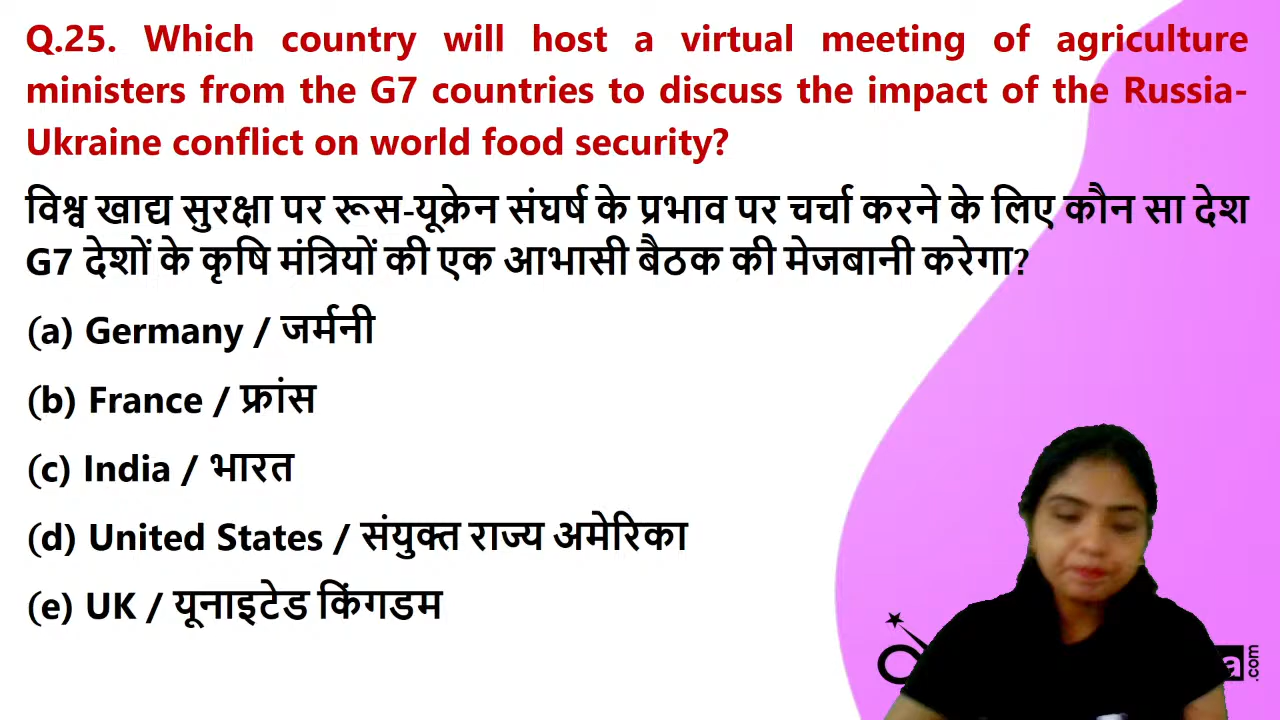 Q.25. Which country will host a virtual meeting of agriculture
ministers from the G7 countries to discuss the impact of the Russia-
Ukraine conflict on world food security?
विश्व खाद्य सुरक्षा पर रूस-यूक्रेन संघर्ष के प्रभाव पर चर्चा करने के लिए कौन सा देश
G7 देशों के कृषि मंत्रियों की एक आभासी बैठक की मेजबानी करेगा?
(a) Germany / जर्मनी
(b) France / फ्रांस
(c) India / भारत
(d) United States / संयुक्त राज्य अमेरिका
(e) UK / यूनाइटेड किंगडम
.com